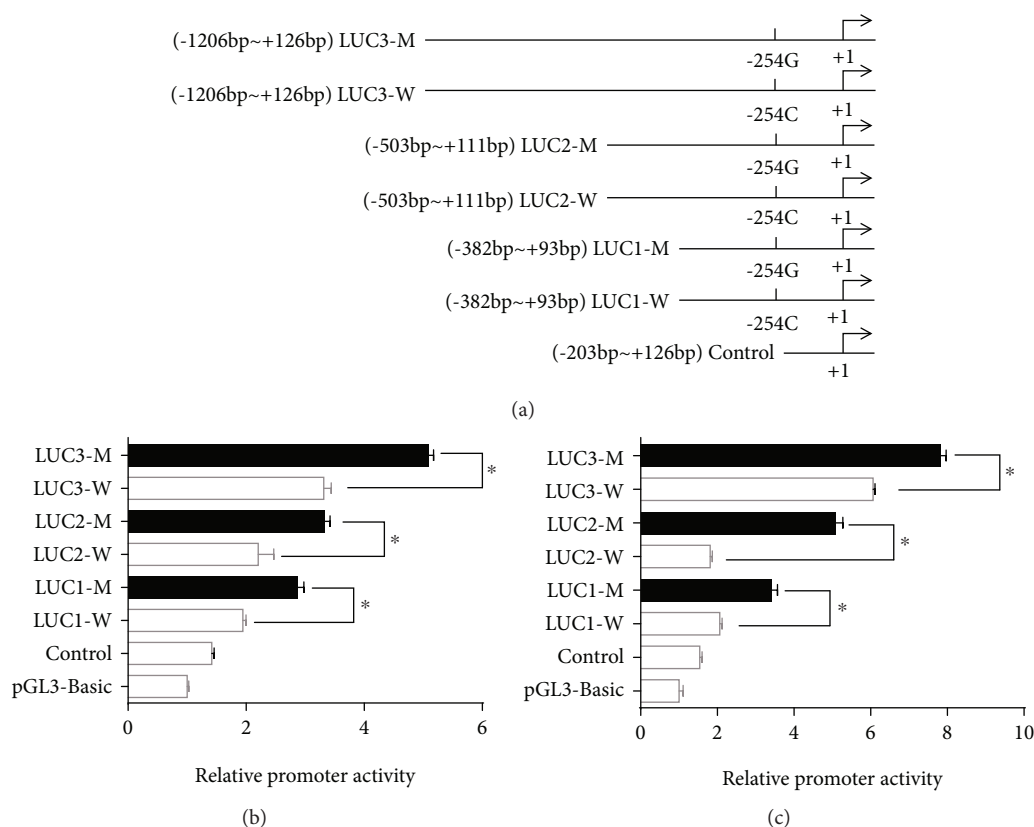 (-1206bp~+126bp) LUC3-M
-254G +1
(-1206bp~+126bp) LUC3-W
-254C +1
(-503bp~+111bp) LUC2-M
-254G +1
(-503bp~+111bp) LUC2-W
-254C +1
(-382bp~+93bp) LUC1-M
-254G +1
(-382bp~+93bp) LUC1-W
-254C +1
(-203bp~+126bp) Control
+1
(a)
LUC3-M
*
LUC3-W
LUC2-M
*
LUC2-W
LUC1-M
*
LUC1-W
Control
pGL3-Basic
0 2 4 6
Relative promoter activity
(b)
LUC3-M
*
LUC3-W
LUC2-M
*
LUC2-W
LUC1-M
*
LUC1-W
Control
pGL3-Basic
0 2 4 6 8 10
Relative promoter activity
(c)